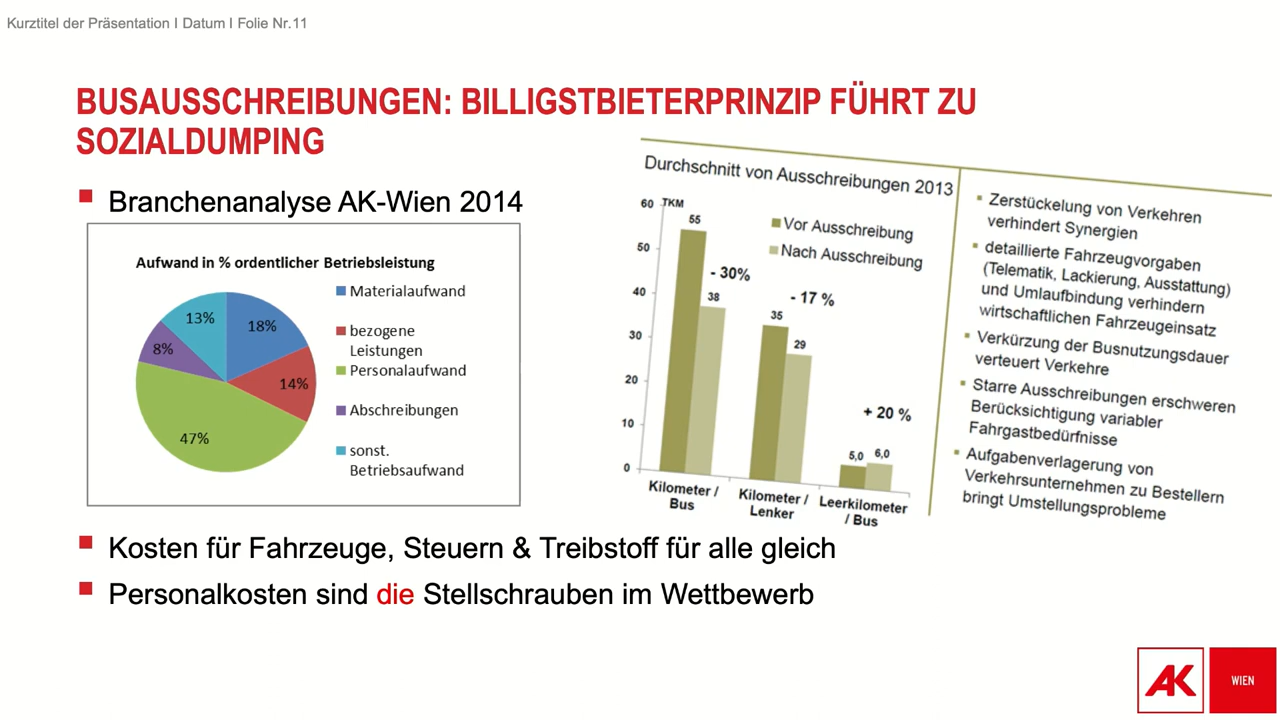 Kurztitel der Präsentation I Datum I Folie Nr.11
BUSAUSSCHREIBUNGEN: BILLIGSTBIETERPRINZIP FÜHRT ZU
SOZIALDUMPING
Branchenanalyse AK-Wien 2014
Aufwand in % ordentlicher Betriebsleistung
13%
18%
8%
14%
47%
Materialaufwand
bezogene
Leistungen
Personalaufwand
Abschreibungen
sonst.
Betriebsaufwand
Durchschnitt von Ausschreibungen 2013
60
TKM
50
40
30
20
10
0
Vor Ausschreibung
Nach Ausschreibung
55
38
- 30%
35
29
- 17 %
5,0
6,0
+ 20 %
Kilometer /
Bus
Kilometer /
Lenker
Leerkilometer
/ Bus
Zerstückelung von Verkehren
verhindert Synergien
detaillierte Fahrzeugvorgaben
(Telematik, Lackierung, Ausstattung)
und Umlaufbindung verhindern
wirtschaftlichen Fahrzeugeinsatz
Verkürzung der Busnutzungsdauer
verteuert Verkehre
Starre Ausschreibungen erschweren
Berücksichtigung variabler
Fahrgastbedürfnisse
Aufgabenverlagerung von
Verkehrsunternehmen zu Bestellern
bringt Umstellungsprobleme
Kosten für Fahrzeuge, Steuern & Treibstoff für alle gleich
Personalkosten sind die Stellschrauben im Wettbewerb
AK
WIEN